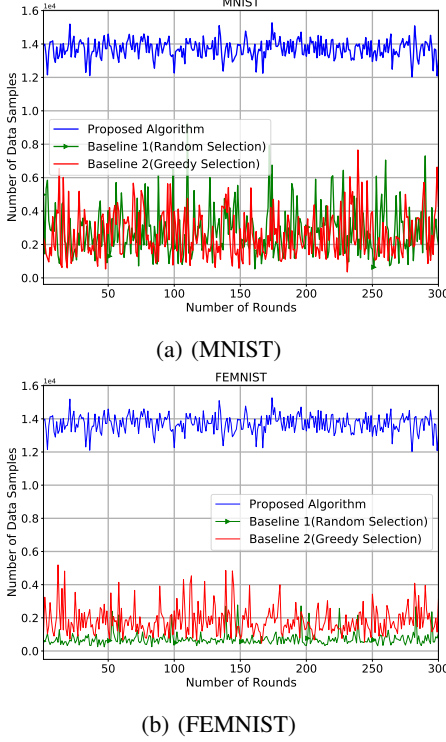 MNIST
1e4
1.6
1.4
1.2
1.0
0.8
0.6
0.4
0.2
0.0
Number of Data Samples
Proposed Algorithm
Baseline 1(Random Selection)
Baseline 2(Greedy Selection)
50 100 150 200 250 300
Number of Rounds
(a) (MNIST)
FEMNIST
1e4
1.6
1.4
1.2
1.0
0.8
0.6
0.4
0.2
0.0
Number of Data Samples
Proposed Algorithm
Baseline 1(Random Selection)
Baseline 2(Greedy Selection)
50 100 150 200 250 300
Number of Rounds
(b) (FEMNIST)